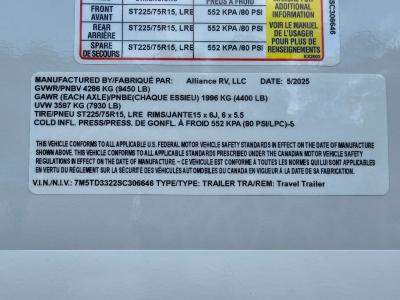 PNEUS À FROID
FRONT
AVANT ST225/75R15, LRE 552 KPA/80 PSI
REAR
ARRIÈRE ST225/75R15, LRE 552 KPA/80 PSI
SPARE
DE SECOURS ST225/75R15, LRE 552 KPA/80 PSI
ADDITIONAL
INFORMATION
VOIR LE MANUEL
DE L'USAGER
POUR PLUS DE
RENSEIGNEMENTS
SC306646
MANUFACTURED BY/FABRIQUÉ PAR: Alliance RV, LLC DATE: 5/2025
GVWR/PNBV 4286 KG (9450 LB)
GAWR (EACH AXLE)/PNBE(CHAQUE ESSIEU) 1996 KG (4400 LB)
UVW 3597 KG (7930 LB)
TIRE/PNEU ST225/75R15, LRE RIMS/JANTE15 x 6J, 6 x 5.5
COLD INFL. PRESS/PRESS. DE GONFL À FROID 552 KPA (80 PSI/LPC)-S
THIS VEHICLE CONFORMS TO ALL APPLICABLE U.S. FEDERAL MOTOR VEHICLE SAFETY STANDARDS IN EFFECT ON THE DATE OF MANUFACTURE
SHOWN ABOVE. THIS VEHICLE CONFORMS TO ALL APPLICABLE STANDARDS PRESCRIBED UNDER THE CANADIAN MOTOR VEHICLE SAFETY
REGULATIONS IN EFFECT ON THE DATE OF MANUFACTURE. – CE VÉHICULE EST CONFORME À TOUTES LES NORMES QUI LUI SONT APPLICABLES
EN VERTU DU RÈGLEMENT SUR LA SÉCURITÉ DES VÉHICULES AUTOMOBILES DU CANADA EN VIGUEUR À LA DATE DE SA FABRICATION.
V.I.N./N.I.V.: 7M5TD3322SC306646 TYPE/TYPE: TRAILER TRA/REM: Travel Trailer